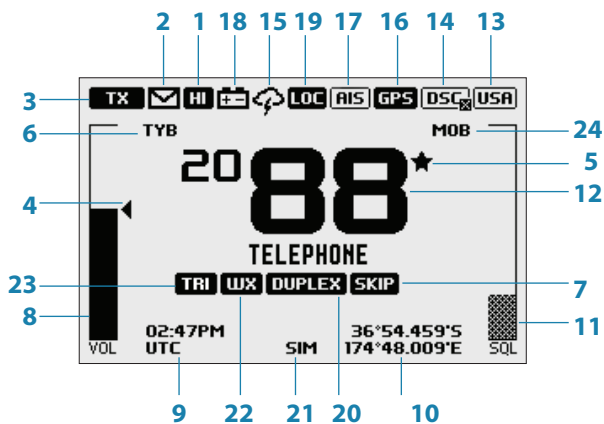 2 1 18 15 19 17 16 14 13
3 TX HI LOC AIS GPS DSC USA
6 TYB MOB 24
20 88 5
12
4
TELEPHONE
23 TRI WX DUPLEX SKIP 7
8
02:47PM 36°54.459'S 11
VOL UTC SIM 174°48.009'E SQL
9 22 21 20 10